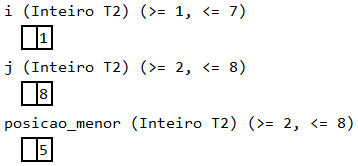 i (Inteiro T2) (>= 1, <= 7)
1
j (Inteiro T2) (>= 2, <= 8)
8
posicao_menor (Inteiro T2) (>= 2, <= 8)
5